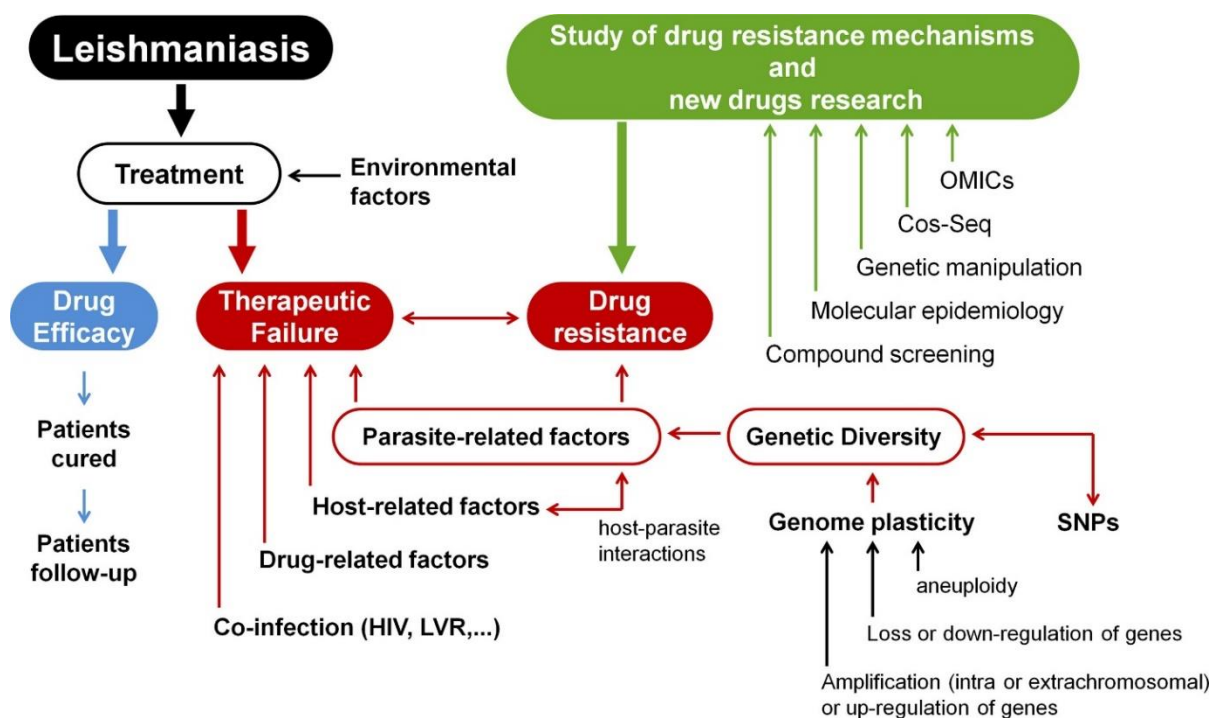 Leishmaniasis
Study of drug resistance mechanisms
and
new drugs research
Treatment
Environmental
factors
OMICs
Cos-Seq
Genetic manipulation
Molecular epidemiology
Compound screening
Drug
Efficacy
Therapeutic
Failure
Drug
resistance
Patients
cured
Patients
follow-up
Parasite-related factors
Genetic Diversity
Host-related factors
host-parasite
interactions
Genome plasticity
SNPs
Drug-related factors
aneuploidy
Co-infection (HIV, LVR,...)
Loss or down-regulation of genes
Amplification (intra or extrachromosomal)
or up-regulation of genes